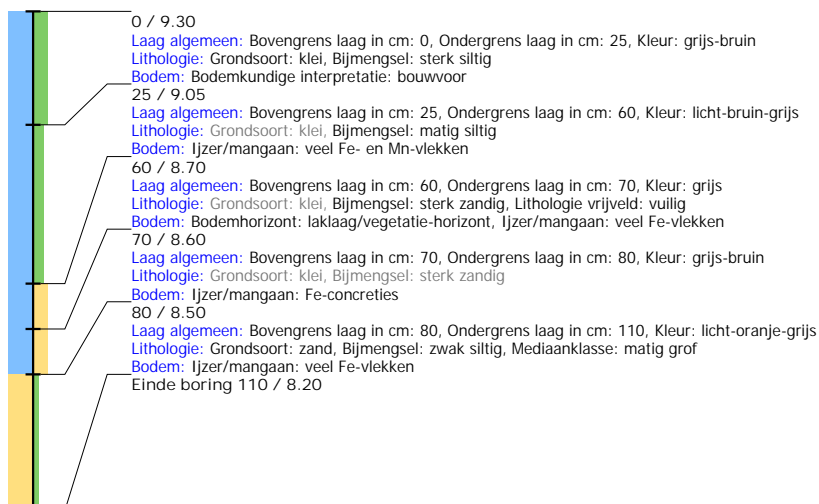 0 / 9.30
Laag algemeen: Bovengrens laag in cm: 0, Ondergrens laag in cm: 25, Kleur: grijs-bruin
Lithologie: Grondsoort: klei, Bijmengsel: sterk siltig
Bodem: Bodemkundige interpretatie: bouwvoor
25 / 9.05
Laag algemeen: Bovengrens laag in cm: 25, Ondergrens laag in cm: 60, Kleur: licht-bruin-grijs
Lithologie: Grondsoort: klei, Bijmengsel: matig siltig
Bodem: Ijzer/mangaan: veel Fe- en Mn-vlekken
60 / 8.70
Laag algemeen: Bovengrens laag in cm: 60, Ondergrens laag in cm: 70, Kleur: grijs
Lithologie: Grondsoort: klei, Bijmengsel: sterk zandig, Lithologie vrijveld: vuilig
Bodem: Bodemhorizont: laklaag/vegetatie-horizont, Ijzer/mangaan: veel Fe-vlekken
70 / 8.60
Laag algemeen: Bovengrens laag in cm: 70, Ondergrens laag in cm: 80, Kleur: grijs-bruin
Lithologie: Grondsoort: klei, Bijmengsel: sterk zandig
Bodem: Ijzer/mangaan: Fe-concreties
80 / 8.50
Laag algemeen: Bovengrens laag in cm: 80, Ondergrens laag in cm: 110, Kleur: licht-oranje-grijs
Lithologie: Grondsoort: zand, Bijmengsel: zwak siltig, Mediaanklasse: matig grof
Bodem: Ijzer/mangaan: veel Fe-vlekken
Einde boring 110 / 8.20